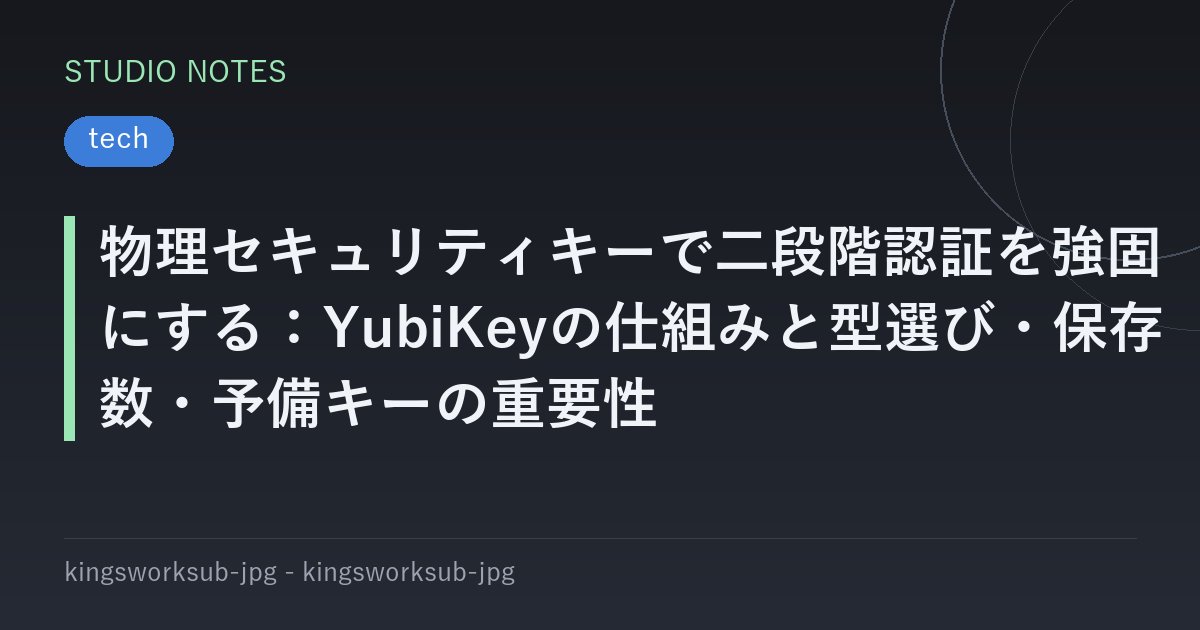 STUDIO NOTES
tech
物理セキュリティキーで二段階認証を強固
にする：YubiKeyの仕組みと型選び・保存
数・予備キーの重要性
kingsworksub-jpg - kingsworksub-jpg